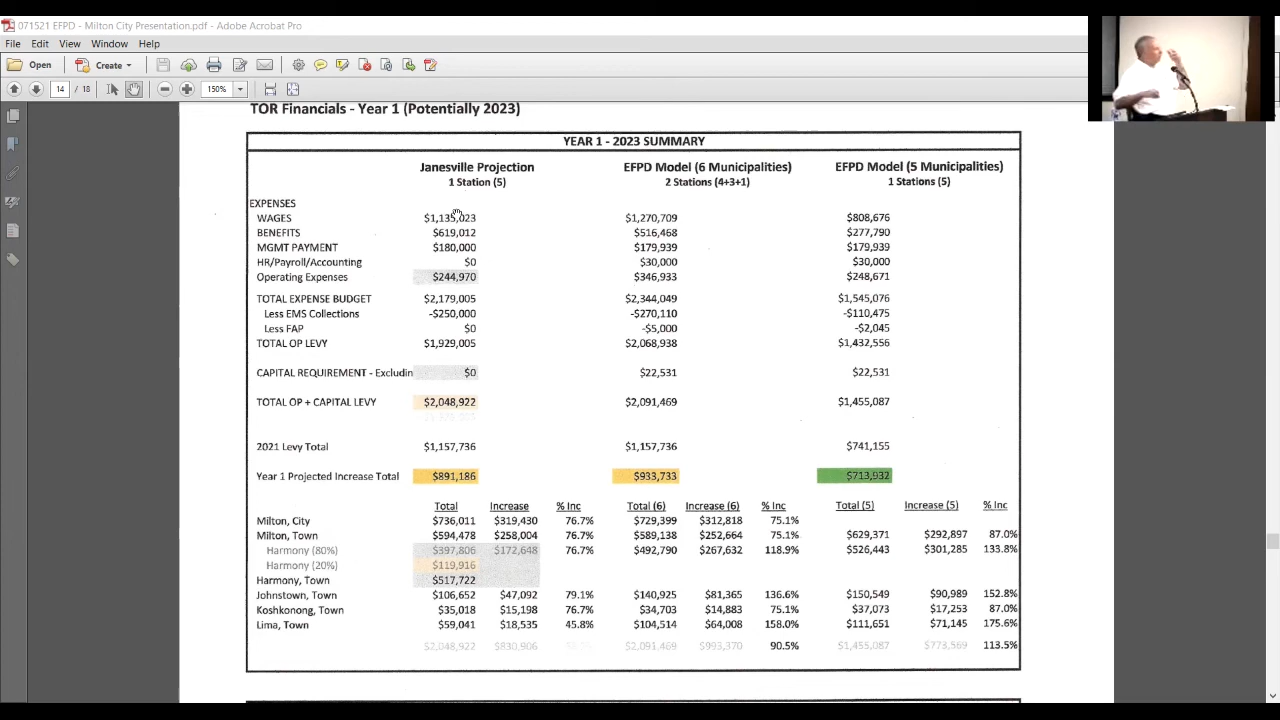 071521 EFPD - Milton City Presentation.pdf - Adobe Acrobat Pro
File Edit View Window Help
Open Create
14 / 18 150%
TOR Financials - Year 1 (Potentially 2023)
YEAR 1 - 2023 SUMMARY
Janesville Projection EFPD Model (6 Municipalities) EFPD Model (5 Municipalities)
1 Station (5) 2 Stations (4+3+1) 1 Stations (5)
EXPENSES
WAGES $1,135,023 $1,270,709 $808,676
BENEFITS $619,012 $516,468 $277,790
MGMT PAYMENT $180,000 $179,939 $179,939
HR/Payroll/Accounting $0 $30,000 $30,000
Operating Expenses $244,970 $346,933 $248,671
TOTAL EXPENSE BUDGET $2,179,005 $2,344,049 $1,545,076
Less EMS Collections -$250,000 -$270,110 -$110,475
Less FAP $0 -$5,000 -$2,045
TOTAL OP LEVY $1,929,005 $2,068,938 $1,432,556
CAPITAL REQUIREMENT - Excludin $0 $22,531 $22,531
TOTAL OP + CAPITAL LEVY $2,048,922 $2,091,469 $1,455,087
2021 Levy Total $1,157,736 $1,157,736 $741,155
Year 1 Projected Increase Total $891,186 $933,733 $713,932
Total Increase % Inc Total (6) Increase (6) % Inc Total (5) Increase (5) % Inc
Milton, City $736,011 $319,430 76.7% $729,399 $312,818 75.1%
Milton, Town $594,478 $258,004 76.7% $589,138 $252,664 75.1% $629,371 $292,897 87.0%
Harmony (80%) $397,806 $172,648 76.7% $492,790 $267,632 118.9% $526,443 $301,285 133.8%
Harmony (20%) $119,916
Harmony, Town $517,722
Johnstown, Town $106,652 $47,092 79.1% $140,925 $81,365 136.6% $150,549 $90,989 152.8%
Koshkonong, Town $35,018 $15,198 76.7% $34,703 $14,883 75.1% $37,073 $17,253 87.0%
Lima, Town $59,041 $18,535 45.8% $104,514 $64,008 158.0% $111,651 $71,145 175.6%
$2,048,922 $830,906 $2,091,469 $993,370 90.5% $1,455,087 $773,569 113.5%